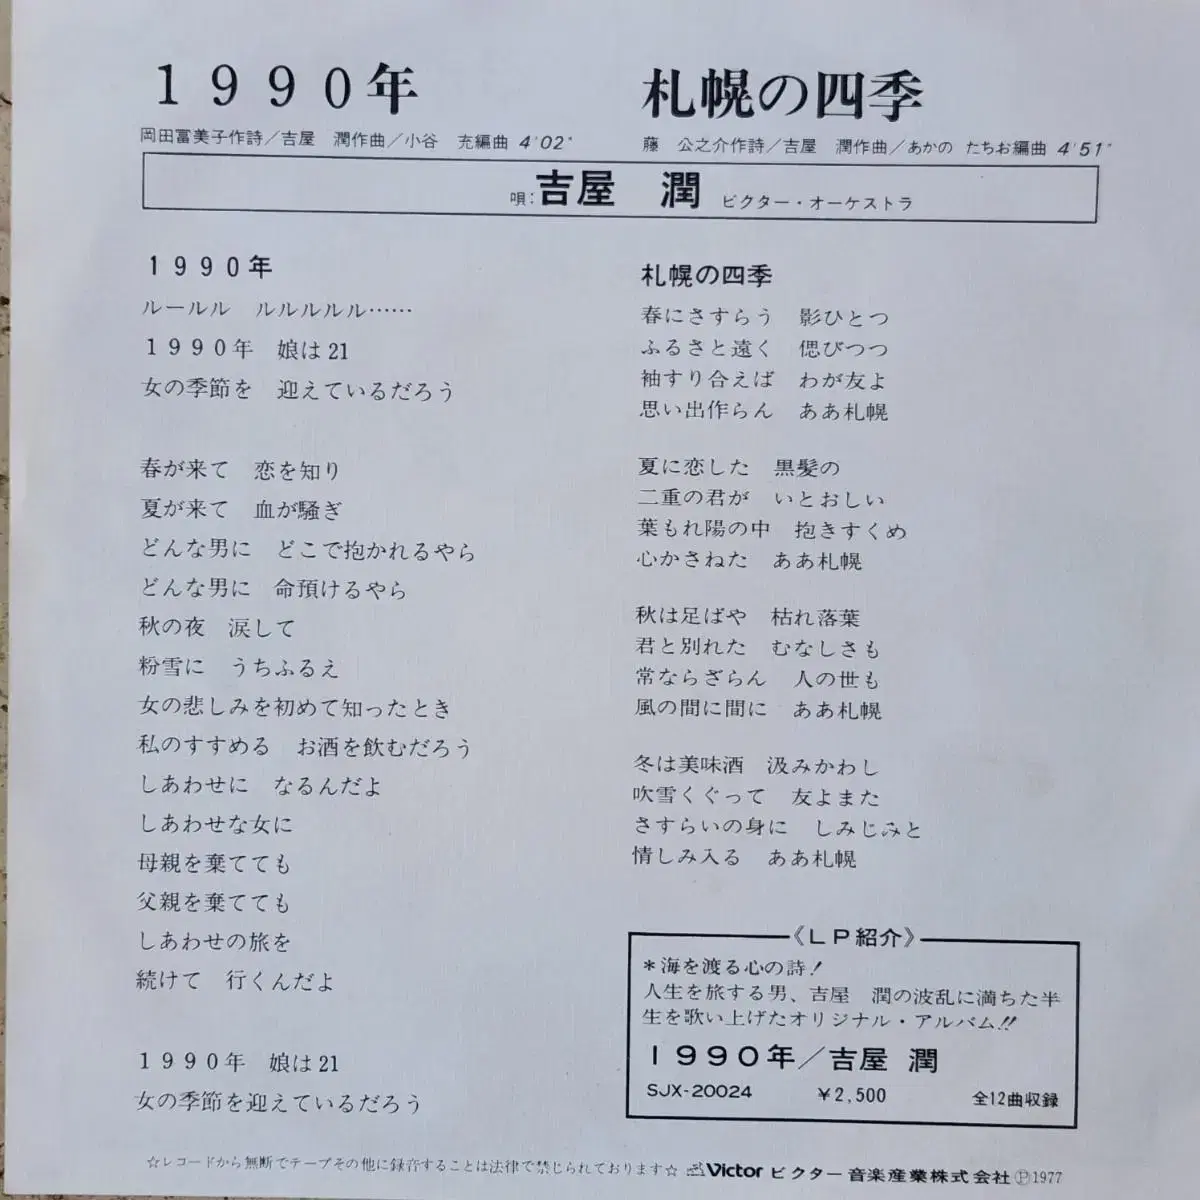 1990年
岡田富美子作詩／吉屋　潤作曲／小谷　充編曲 4'02"
札幌の四季
藤　公之介作詩／吉屋　潤作曲／あかの たちお編曲 4'51"
唄：吉屋　潤　ビクター・オーケストラ
1990年
ルールル　ルルルルル……
1990年　娘は21
女の季節を　迎えているだろう
春が来て　恋を知り
夏が来て　血が騒ぎ
どんな男に　どこで抱かれるやら
どんな男に　命預けるやら
秋の夜　涙して
粉雪に　うちふるえ
女の悲しみを初めて知ったとき
私のすすめる　お酒を飲むだろう
しあわせに　なるんだよ
しあわせな女に
母親を棄てても
父親を棄てても
しあわせの旅を
続けて　行くんだよ
1990年　娘は21
女の季節を迎えているだろう
札幌の四季
春にさすらう　影ひとつ
ふるさと遠く　偲びつつ
袖すり合えば　わが友よ
思い出作らん　ああ札幌
夏に恋した　黒髪の
二重の君が　いとおしい
葉もれ陽の中　抱きすくめ
心かさねた　ああ札幌
秋は足ばや　枯れ落葉
君と別れた　むなしさも
常ならざらん　人の世も
風の間に間に　ああ札幌
冬は美味酒　汲みかわし
吹雪くぐって　友よまた
さすらいの身に　しみじみと
情しみ入る　ああ札幌
《LP紹介》
＊海を渡る心の詩！
人生を旅する男、吉屋　潤の波乱に満ちた半
生を歌い上げたオリジナル・アルバム!!
1990年／吉屋 潤
SJX-20024　¥2,500　全12曲収録
☆レコードから無断でテープその他に録音することは法律で禁じられております☆ Victor ビクター音楽産業株式会社 Ⓟ1977